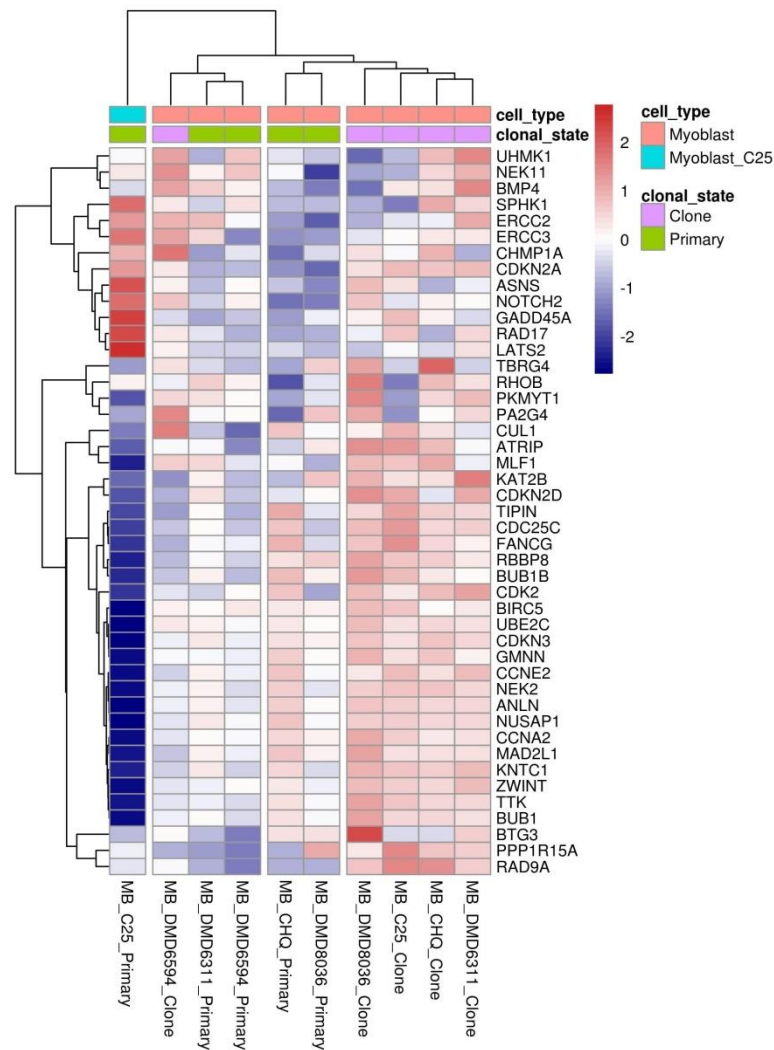 cell_type
clonal_state
UHMK1
NEK11
BMP4
SPHK1
ERCC2
ERCC3
CHMP1A
CDKN2A
ASNS
NOTCH2
GADD45A
RAD17
LATS2
TBRG4
RHOB
PKMYT1
PA2G4
CUL1
ATRIP
MLF1
KAT2B
CDKN2D
TIPIN
CDC25C
FANCG
RBBP8
BUB1B
CDK2
BIRC5
UBE2C
CDKN3
GMNN
CCNE2
NEK2
ANLN
NUSAP1
CCNA2
MAD2L1
KNTC1
ZWINT
TTK
BUB1
BTG3
PPP1R15A
RAD9A
MB_C25_Primary
MB_DMD6594_Clone
MB_DMD6311_Primary
MB_DMD6594_Primary
MB_CHQ_Primary
MB_DMD8036_Primary
MB_DMD8036_Clone
MB_C25_Clone
MB_CHQ_Clone
MB_DMD6311_Clone
2
1
0
-1
-2
cell_type
Myoblast
Myoblast_C25
clonal_state
Clone
Primary